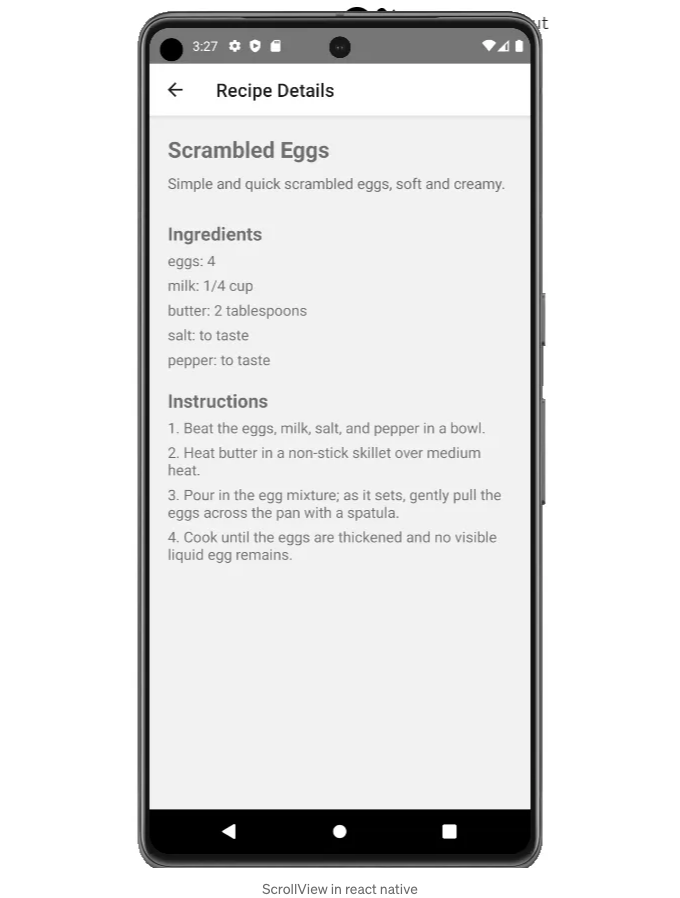 ut
3:27
Recipe Details
Scrambled Eggs
Simple and quick scrambled eggs, soft and creamy.
Ingredients
eggs: 4
milk: 1/4 cup
butter: 2 tablespoons
salt: to taste
pepper: to taste
Instructions
1. Beat the eggs, milk, salt, and pepper in a bowl.
2. Heat butter in a non-stick skillet over medium
heat.
3. Pour in the egg mixture; as it sets, gently pull the
eggs across the pan with a spatula.
4. Cook until the eggs are thickened and no visible
liquid egg remains.
ScrollView in react native